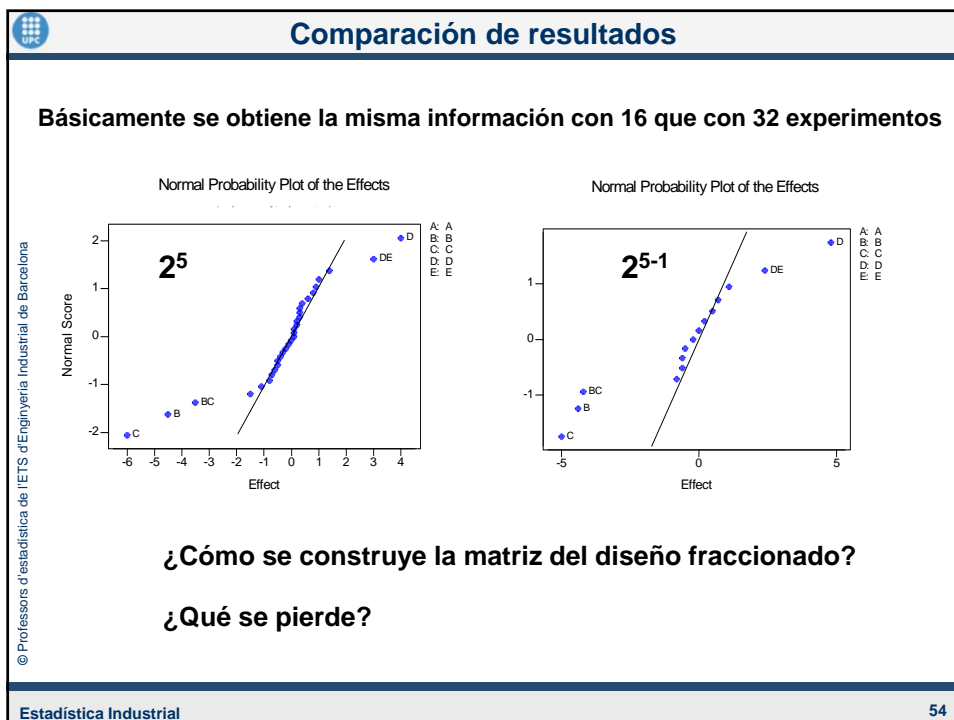 UPC
Comparación de resultados
Básicamente se obtiene la misma información con 16 que con 32 experimentos
Normal Probability Plot of the Effects
2^5
A: A
B: B
C: C
D: D
E: E
Normal Score
2
1
0
-1
-2
D
DE
BC
B
C
-6 -5 -4 -3 -2 -1 0 1 2 3 4
Effect
Normal Probability Plot of the Effects
2^5-1
A: A
B: B
C: C
D: D
E: E
1
0
-1
D
DE
BC
B
C
-5 0 5
Effect
¿Cómo se construye la matriz del diseño fraccionado?
¿Qué se pierde?
© Professors d'estadística de l'ETS d'Enginyeria Industrial de Barcelona
Estadística Industrial
54